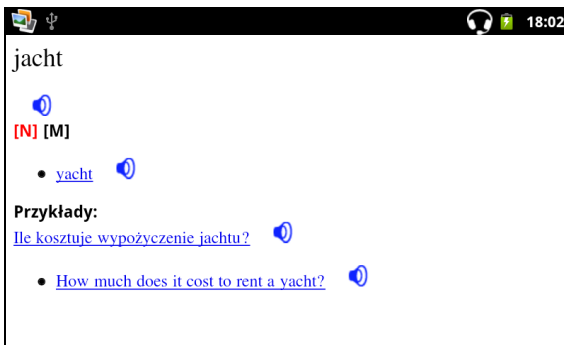 18:02
jacht
[N] [M]
yacht
Przykłady:
Ile kosztuje wypożyczenie jachtu?
How much does it cost to rent a yacht?